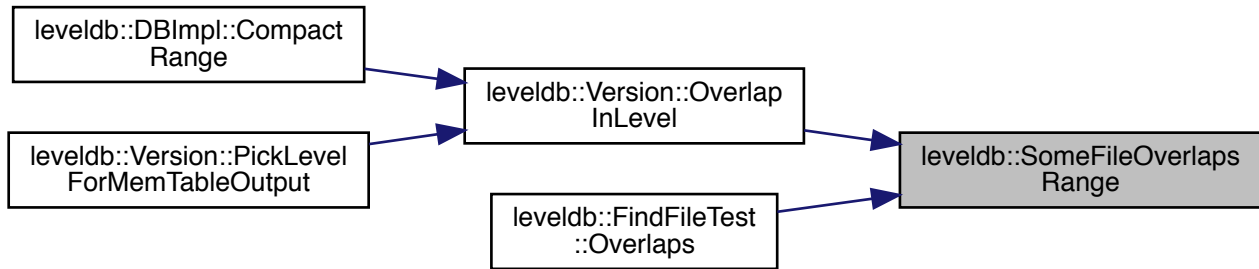 leveldb::DBImpl::Compact
Range
leveldb::Version::PickLevel
ForMemTableOutput
leveldb::Version::Overlap
InLevel
leveldb::FindFileTest
::Overlaps
leveldb::SomeFileOverlaps
Range